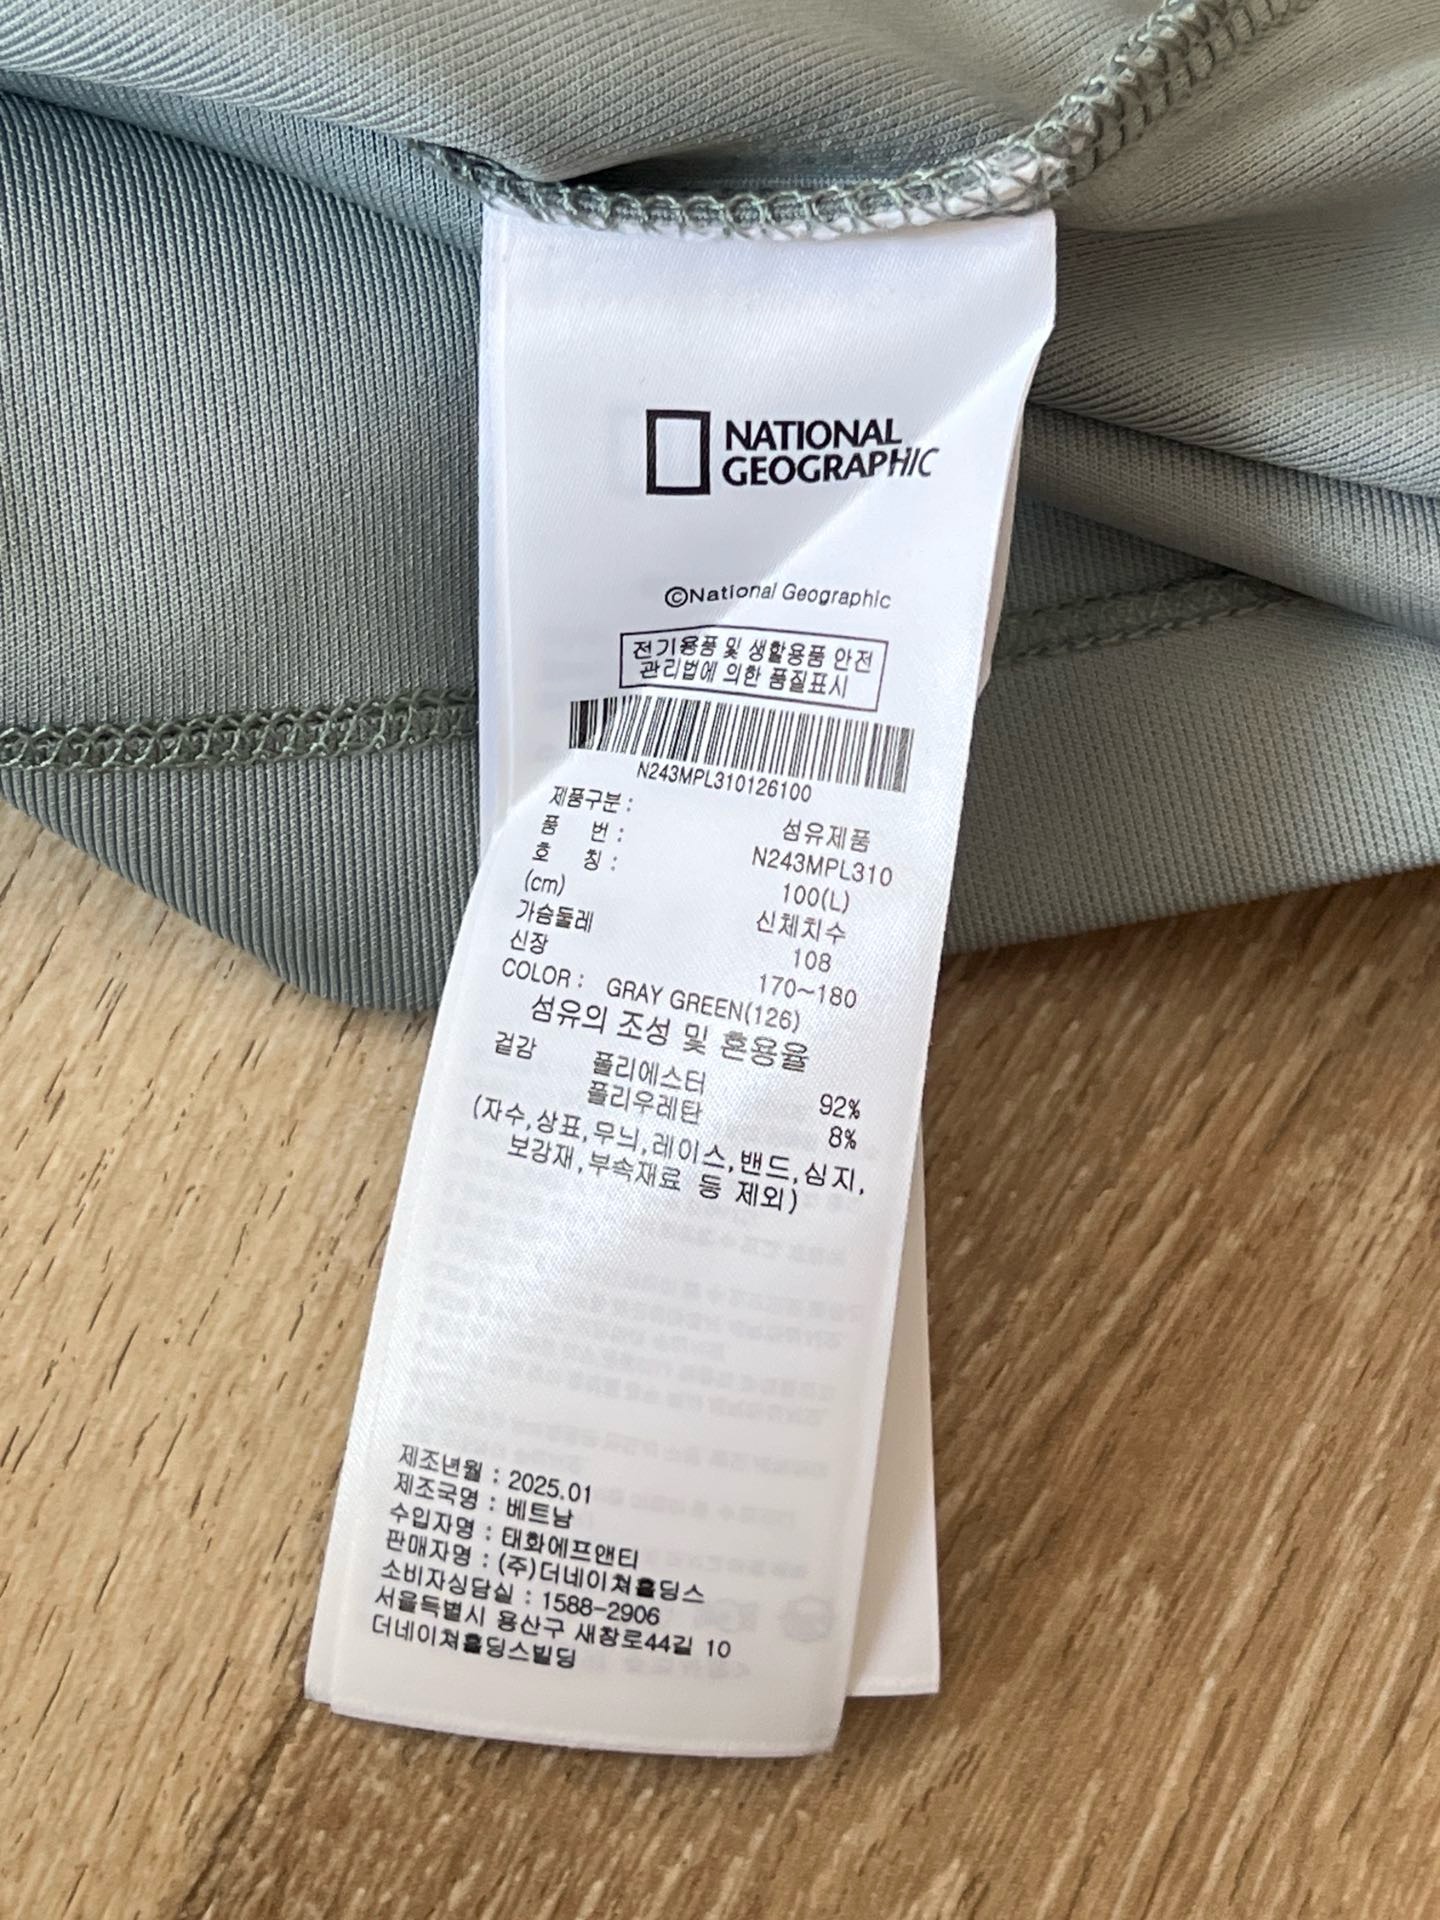 NATIONAL
GEOGRAPHIC
©National Geographic
전기용품 및 생활용품 안전
관리법에 의한 품질표시
N243MPL310126100
제품구분 : 섬유제품
품 번 : N243MPL310
호 칭 : 100(L)
(cm) 신체치수
가슴둘레 108
신장 170~180
COLOR : GRAY GREEN(126)
섬유의 조성 및 혼용율
겉감 폴리에스터 92%
폴리우레탄 8%
(자수,상표,무늬,레이스,밴드,심지,
보강재,부속재료 등 제외)
제조년월 : 2025.01
제조국명 : 베트남
수입자명 : 태화에프앤티
판매자명 : (주)더네이쳐홀딩스
소비자상담실 : 1588-2906
서울특별시 용산구 새창로44길 10
더네이쳐홀딩스빌딩